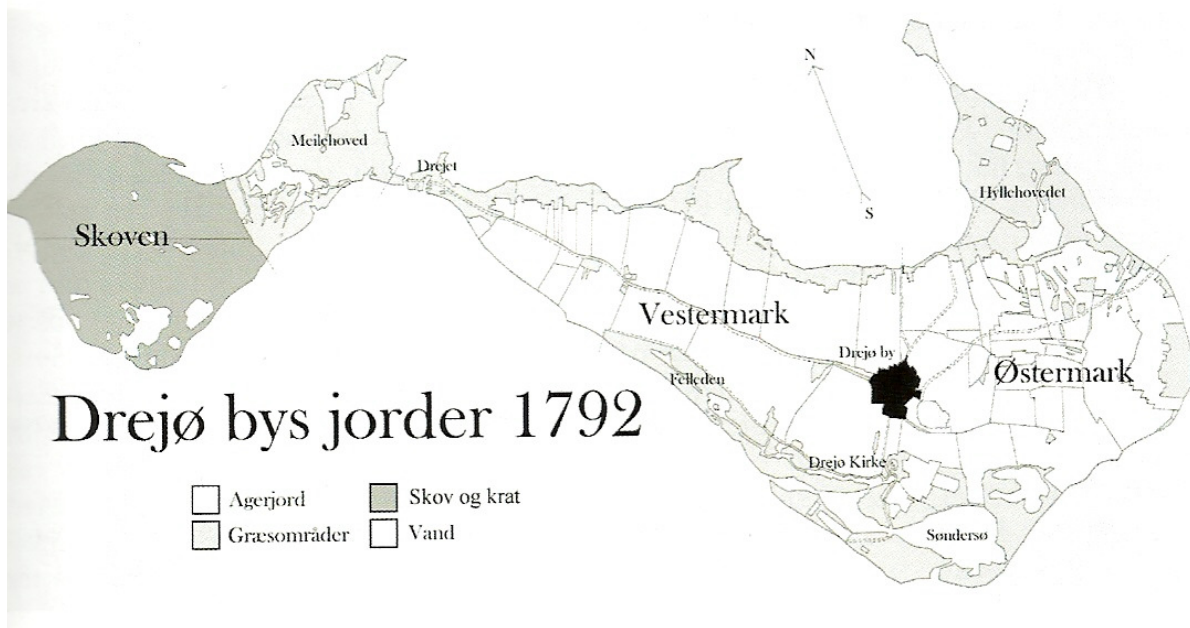 N
S
Meilehoved
Drejet
Hyllehovedet
Skoven
Vestermark
Drejø by
Østermark
Felleden
Drejø bys jorder 1792
Drejø Kirke
Agerjord
Skov og krat
Græsområder
Vand
Søndersø